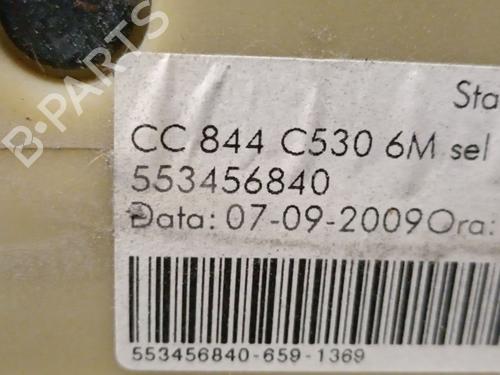 B-PARTS
Sta
CC 844 C530 6M sel
553456840
Data: 07-09-2009Ora:
553456840-659-1369